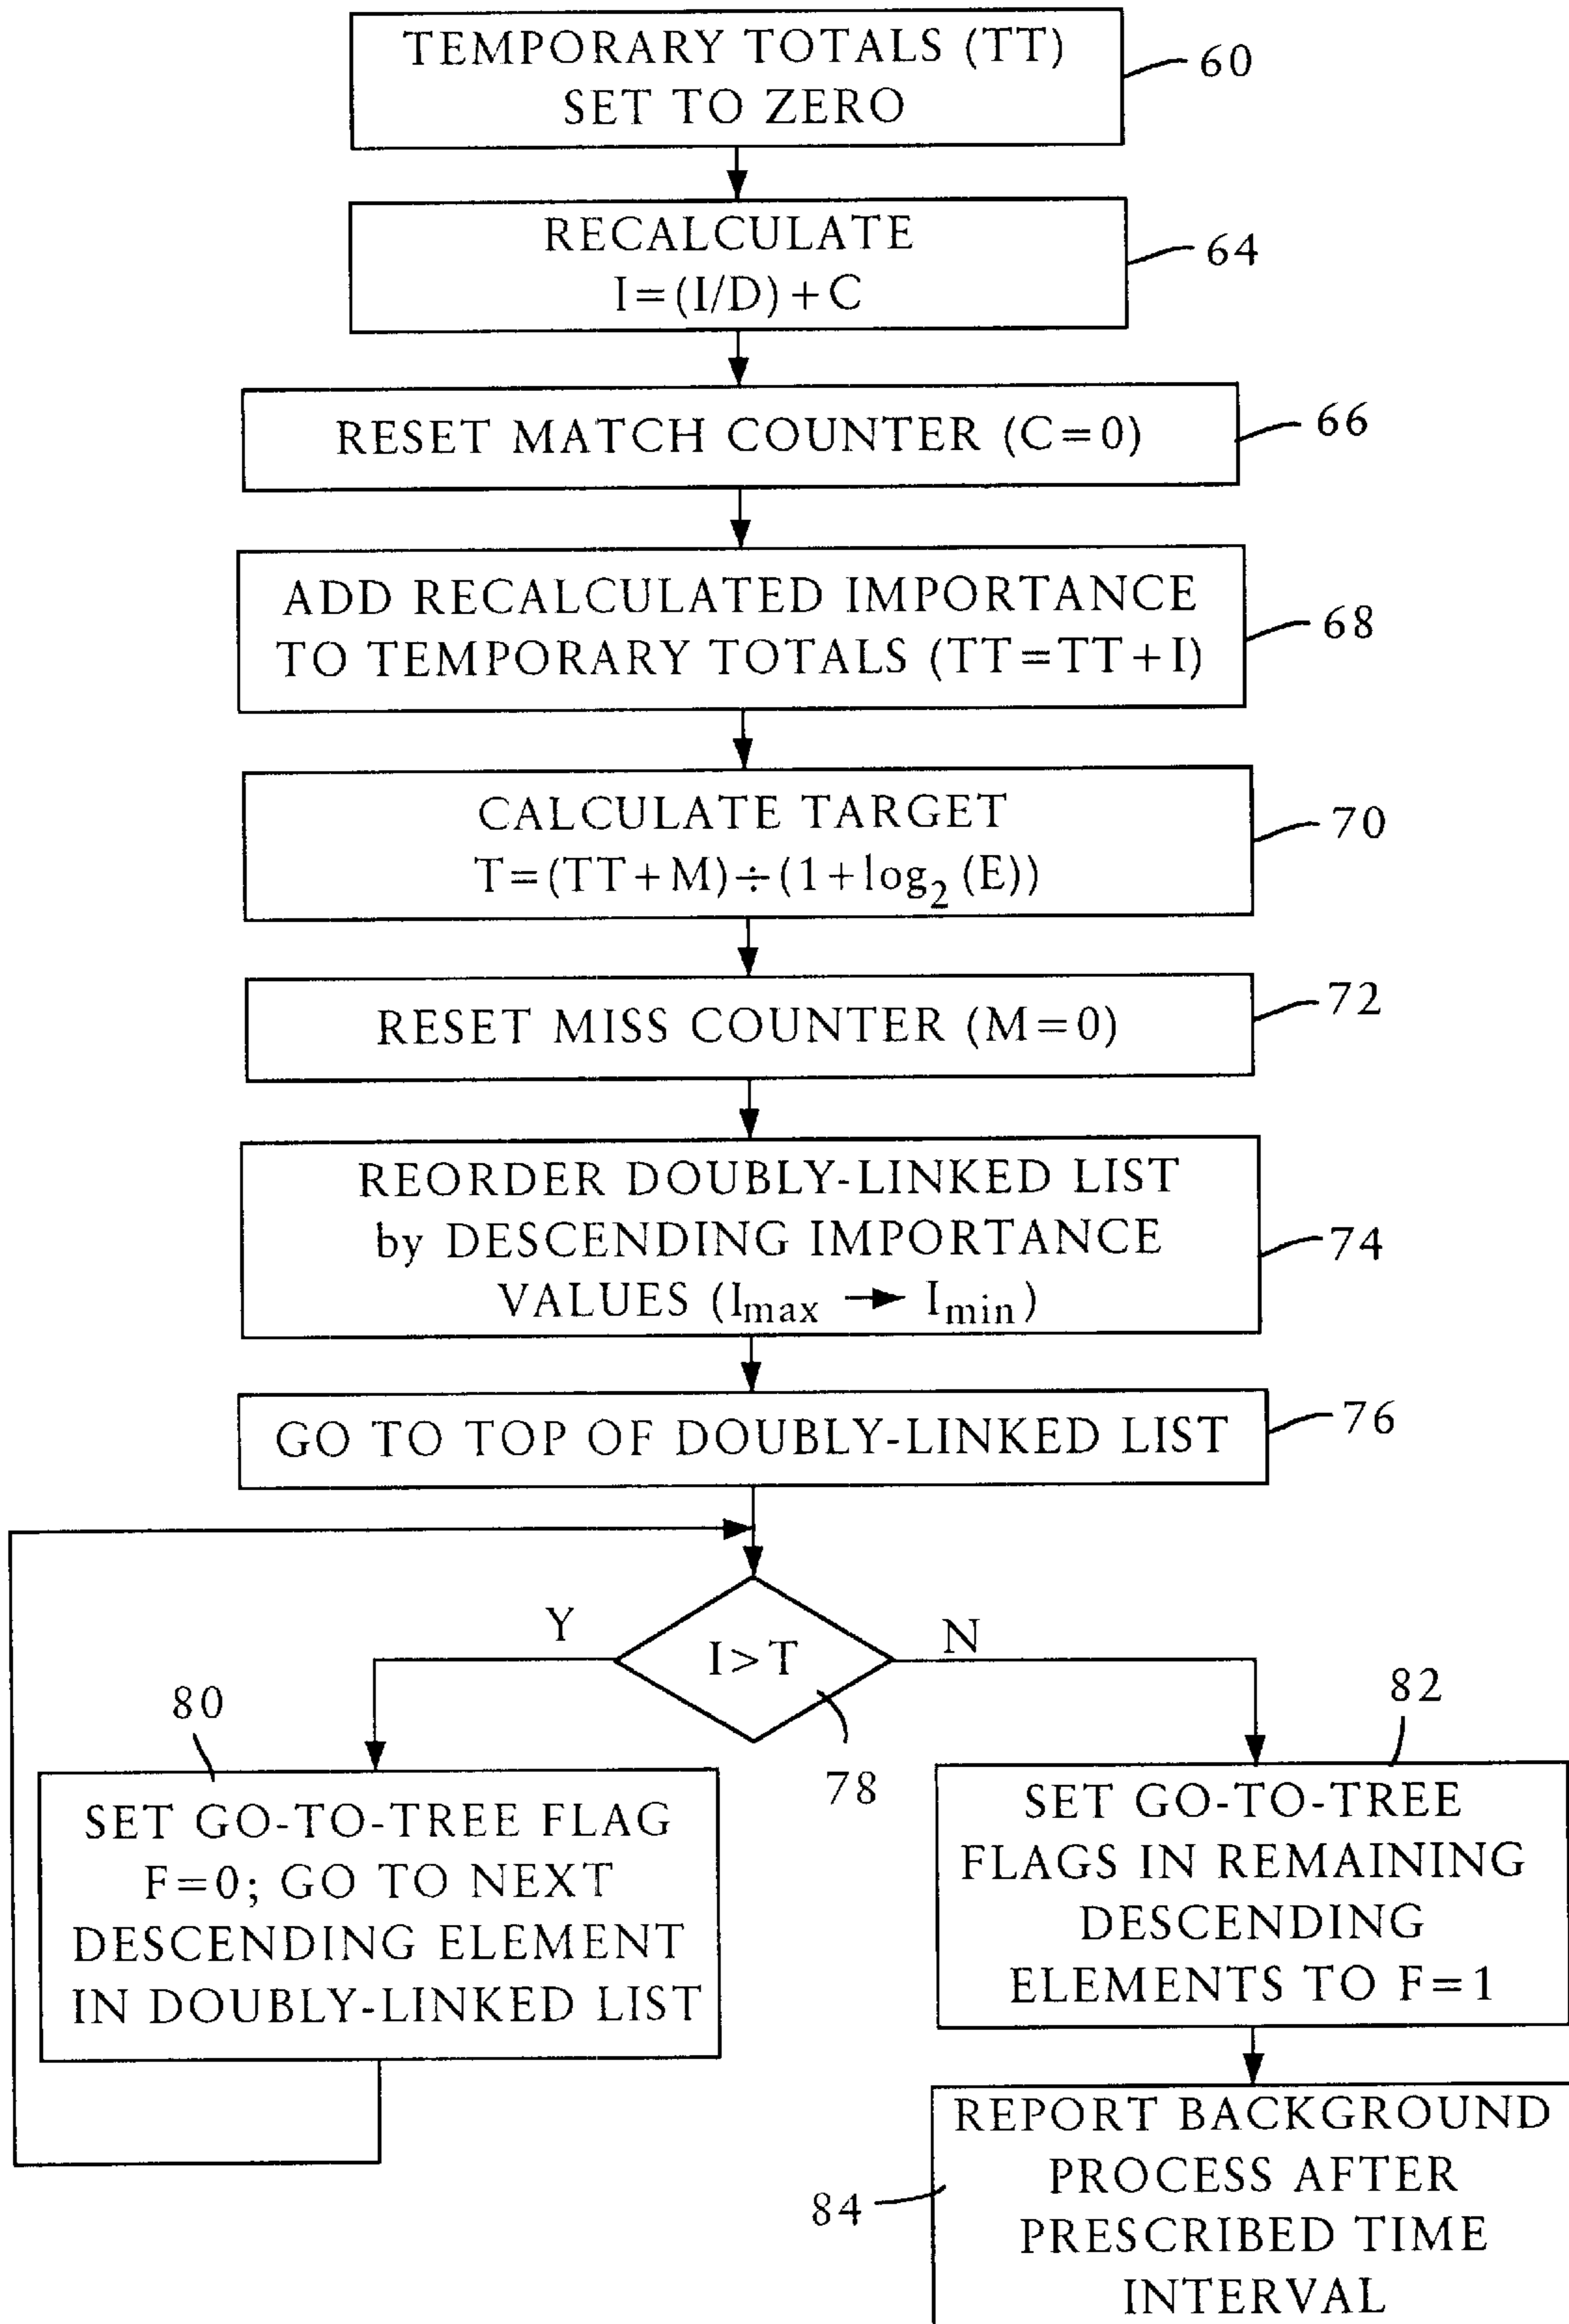 TEMPORARY TOTALS (TT)
SET TO ZERO
60
RECALCULATE
I=(I/D)+C
64
RESET MATCH COUNTER (C=0)
66
ADD RECALCULATED IMPORTANCE
TO TEMPORARY TOTALS (TT=TT+I)
68
CALCULATE TARGET
T=(TT+M)÷(1+log₂ (E))
70
RESET MISS COUNTER (M=0)
72
REORDER DOUBLY-LINKED LIST
by DESCENDING IMPORTANCE
VALUES (Imax → Imin)
74
GO TO TOP OF DOUBLY-LINKED LIST
76
Y
I>T
N
78
80
SET GO-TO-TREE FLAG
F=0; GO TO NEXT
DESCENDING ELEMENT
IN DOUBLY-LINKED LIST
82
SET GO-TO-TREE
FLAGS IN REMAINING
DESCENDING
ELEMENTS TO F=1
REPORT BACKGROUND
PROCESS AFTER
PRESCRIBED TIME
INTERVAL
84